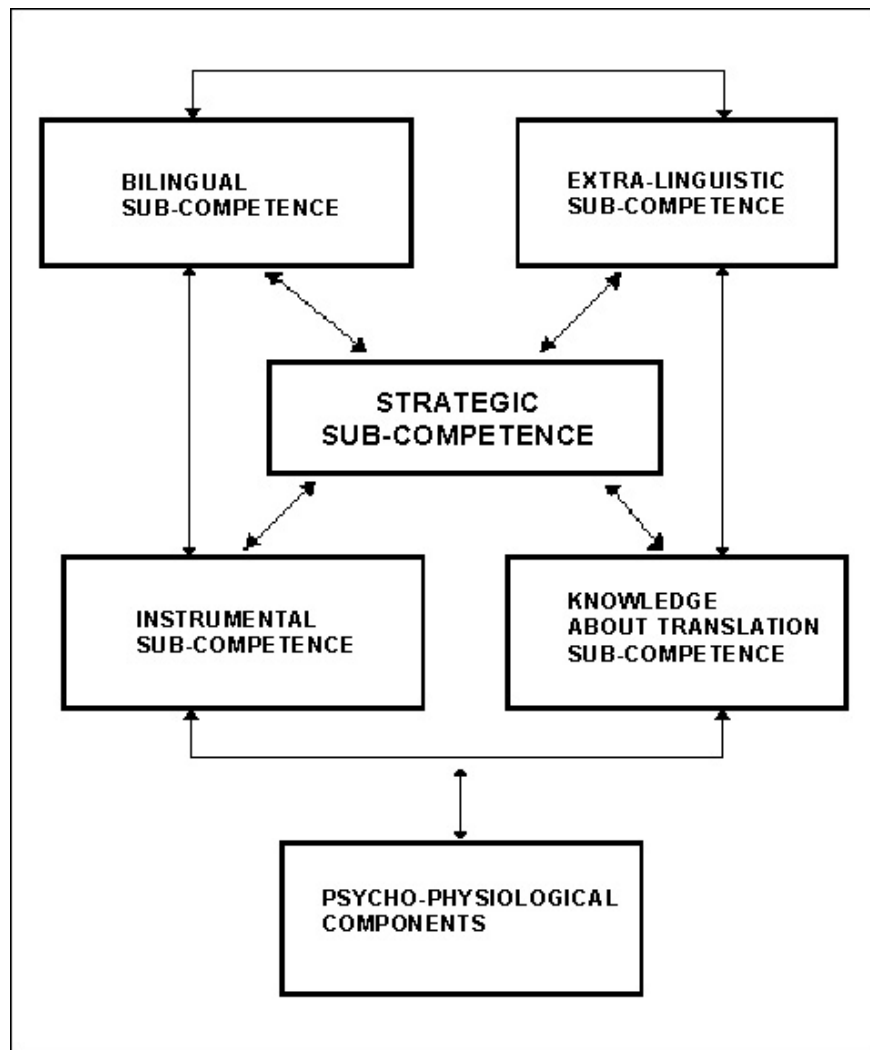 BILINGUAL
SUB-COMPETENCE
EXTRA-LINGUISTIC
SUB-COMPETENCE
STRATEGIC
SUB-COMPETENCE
INSTRUMENTAL
SUB-COMPETENCE
KNOWLEDGE
ABOUT TRANSLATION
SUB-COMPETENCE
PSYCHO-PHYSIOLOGICAL
COMPONENTS